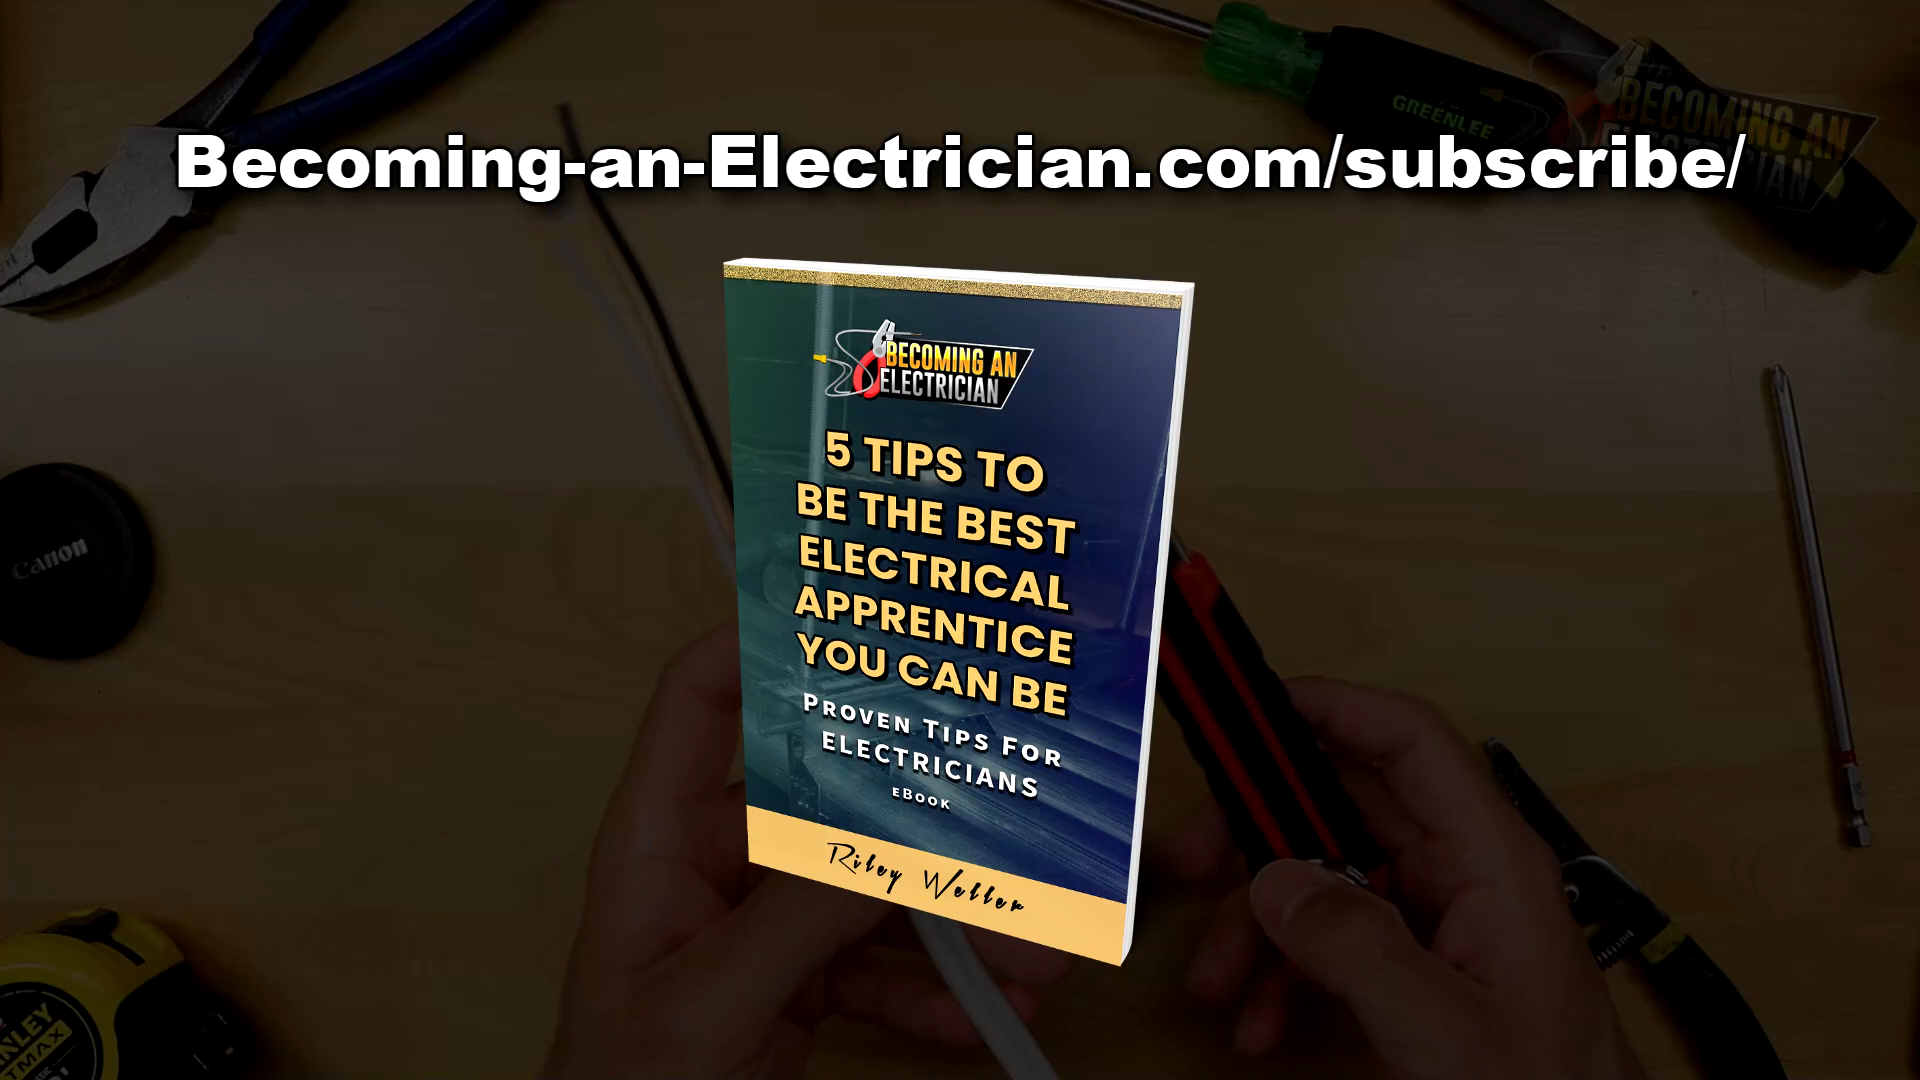 Becoming-an-Electrician.com/subscribe/
GREENLEE
BECOMING AN
ELECTRICIAN
BECOMING AN
ELECTRICIAN
5 TIPS TO
BE THE BEST
ELECTRICAL
APPRENTICE
YOU CAN BE
Canon
PROVEN TIPS FOR
ELECTRICIANS
EBOOK
Riley Weller